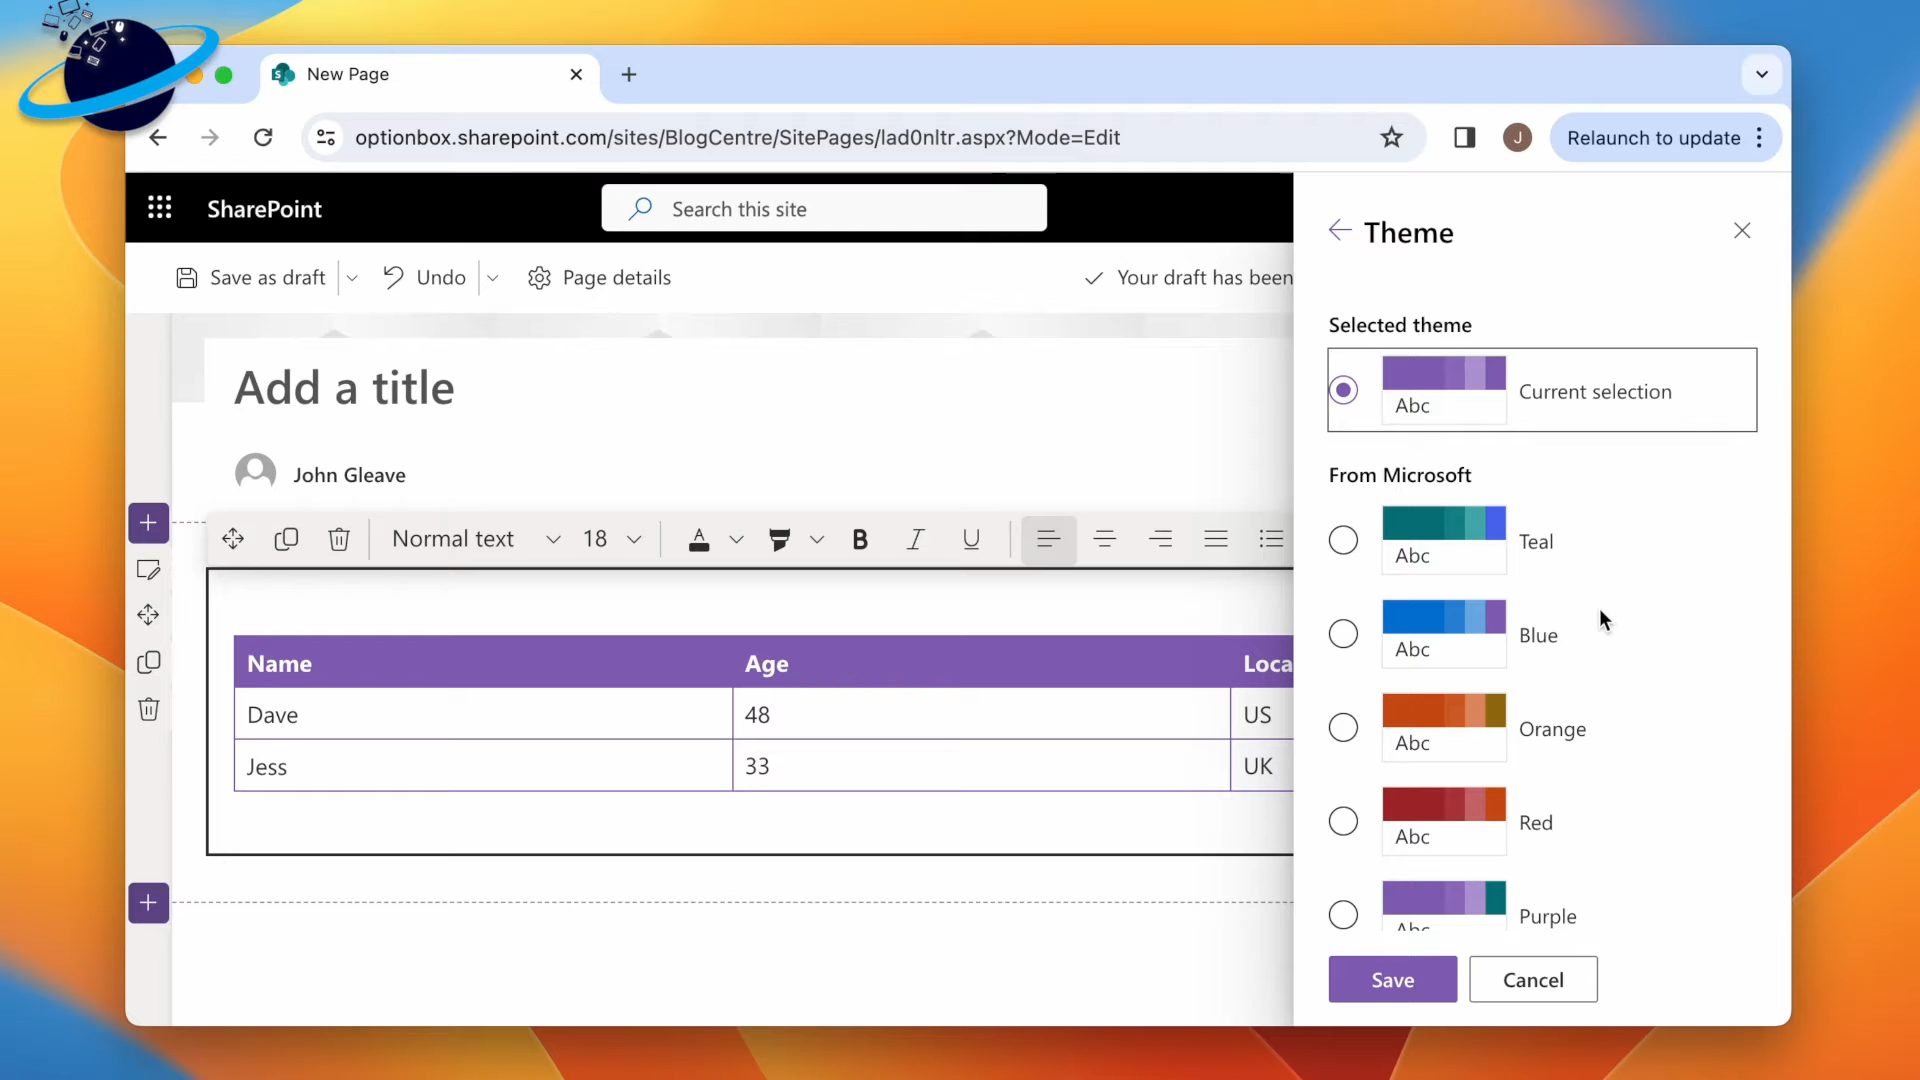 New Page
optionbox.sharepoint.com/sites/BlogCentre/SitePages/lad0nltr.aspx?Mode=Edit
J
Relaunch to update
SharePoint
Search this site
Save as draft
Undo
Page details
Your draft has been
Add a title
John Gleave
Normal text
18
A
B
I
U
Name Age Loca
Dave 48 US
Jess 33 UK
Theme
Selected theme
Abc
Current selection
From Microsoft
Abc
Teal
Abc
Blue
Abc
Orange
Abc
Red
Abc
Purple
Save
Cancel